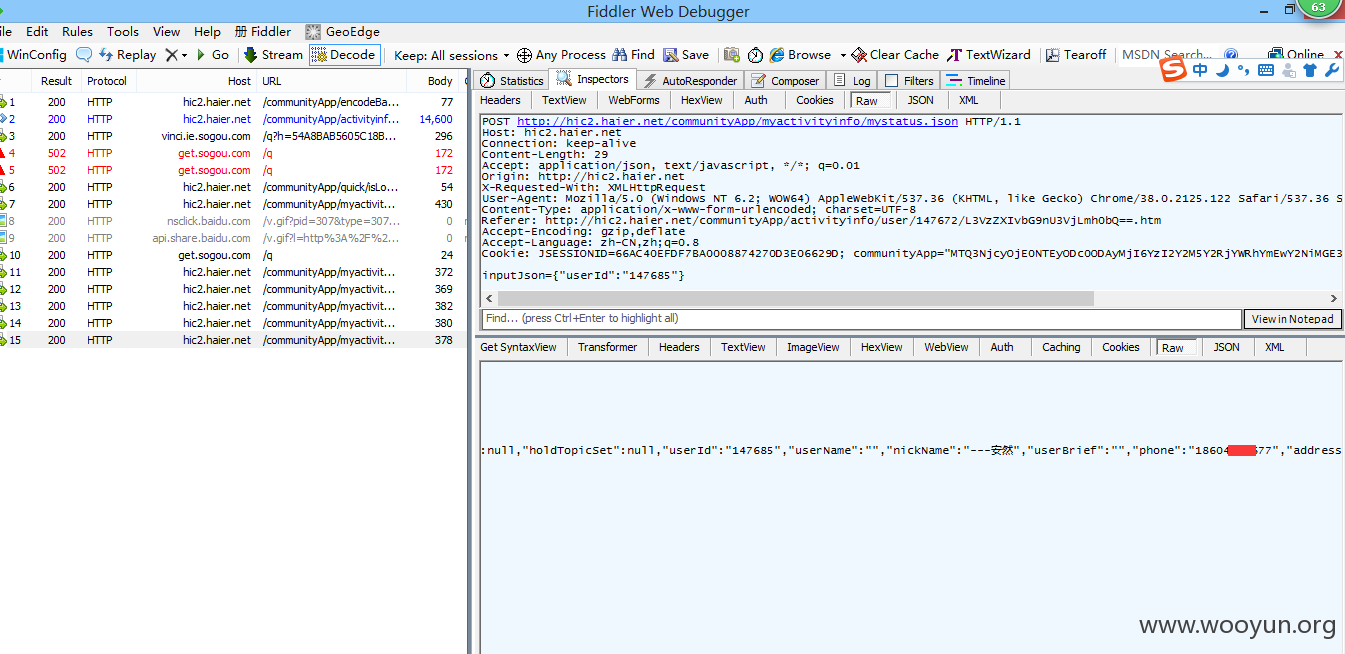 Fiddler Web Debugger
63
ile Edit Rules Tools View Help Fiddler GeoEdge
WinConfig Replay Go Stream Decode Keep: All sessions Any Process Find Save Browse Clear Cache TextWizard Tearoff MSDN Search... Online
Result Protocol Host URL Body
1 200 HTTP hic2.haier.net /communityApp/encodeBa... 77
2 200 HTTP hic2.haier.net /communityApp/activityinf... 14,600
3 200 HTTP vinci.ie.sogou.com /q?h=54A8BAB5605C18B... 296
4 502 HTTP get.sogou.com /q 172
5 502 HTTP get.sogou.com /q 172
6 200 HTTP hic2.haier.net /communityApp/quick/isLo... 54
7 200 HTTP hic2.haier.net /communityApp/myactivit... 430
8 200 HTTP nsclick.baidu.com /v.gif?pid=307&type=307... 0
9 200 HTTP api.share.baidu.com /v.gif?l=http%3A%2F%2... 0
10 200 HTTP get.sogou.com /q 24
11 200 HTTP hic2.haier.net /communityApp/myactivit... 372
12 200 HTTP hic2.haier.net /communityApp/myactivit... 369
13 200 HTTP hic2.haier.net /communityApp/myactivit... 382
14 200 HTTP hic2.haier.net /communityApp/myactivit... 380
15 200 HTTP hic2.haier.net /communityApp/myactivit... 378
Statistics Inspectors AutoResponder Composer Log Filters Timeline
中
Headers TextView WebForms HexView Auth Cookies Raw JSON XML
POST http://hic2.haier.net/communityApp/myactivityinfo/mystatus.json HTTP/1.1
Host: hic2.haier.net
Connection: keep-alive
Content-Length: 29
Accept: application/json, text/javascript, */*; q=0.01
Origin: http://hic2.haier.net
X-Requested-With: XMLHttpRequest
User-Agent: Mozilla/5.0 (Windows NT 6.2; WOW64) AppleWebKit/537.36 (KHTML, like Gecko) Chrome/38.0.2125.122 Safari/537.36 S
Content-Type: application/x-www-form-urlencoded; charset=UTF-8
Referer: http://hic2.haier.net/communityApp/activityinfo/user/147672/L3VzZXIvbG9nU3VjLmh0bQ==.htm
Accept-Encoding: gzip,deflate
Accept-Language: zh-CN,zh;q=0.8
Cookie: JSESSIONID=66AC40EFDF7BA0008874270D3E06629D; communityApp="MTQ3NjcyOjE0NTEyODc0ODAyMjI6YzI2Y2M5Y2RjYWRhYmEwY2NiMGE3
inputJson={"userId":"147685"}
Find... (press Ctrl+Enter to highlight all) View in Notepad
Get SyntaxView Transformer Headers TextView ImageView HexView WebView Auth Caching Cookies Raw JSON XML
:null,"holdTopicSet":null,"userId":"147685","userName":"","nickName":"---安然","userBrief":"","phone":"18604 677","address
www.wooyun.org